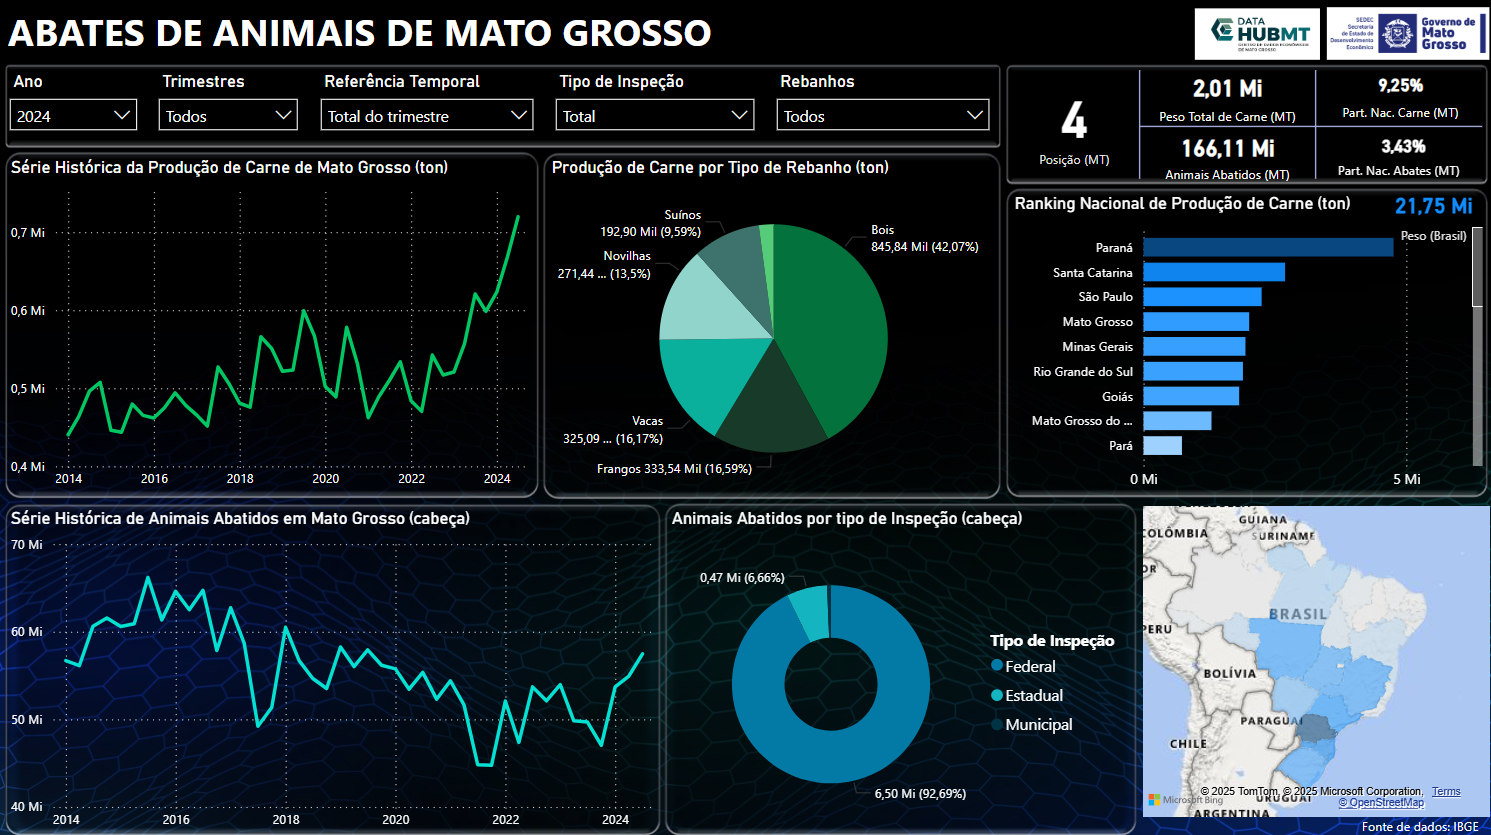 ABATES DE ANIMAIS DE MATO GROSSO
DATA
HUBMT
CENTRO DE DADOS ECONÔMICOS
DE MATO GROSSO
SEDEC
Secretaria
de Estado de
Desenvolvimento
Econômico
Governo de
Mato
Grosso
Ano
2024
Trimestres
Todos
Referência Temporal
Total do trimestre
Tipo de Inspeção
Total
Rebanhos
Todos
4
Posição (MT)
2,01 Mi
Peso Total de Carne (MT)
9,25%
Part. Nac. Carne (MT)
166,11 Mi
Animais Abatidos (MT)
3,43%
Part. Nac. Abates (MT)
Série Histórica da Produção de Carne de Mato Grosso (ton)
0,7 Mi
0,6 Mi
0,5 Mi
0,4 Mi
2014
2016
2018
2020
2022
2024
Produção de Carne por Tipo de Rebanho (ton)
Suínos
192,90 Mil (9,59%)
Novilhas
271,44 ... (13,5%)
Bois
845,84 Mil (42,07%)
Vacas
325,09 ... (16,17%)
Frangos 333,54 Mil (16,59%)
Ranking Nacional de Produção de Carne (ton)
21,75 Mi
Peso (Brasil)
Paraná
Santa Catarina
São Paulo
Mato Grosso
Minas Gerais
Rio Grande do Sul
Goiás
Mato Grosso do ...
Pará
0 Mi
5 Mi
Série Histórica de Animais Abatidos em Mato Grosso (cabeça)
70 Mi
60 Mi
50 Mi
40 Mi
2014
2016
2018
2020
2022
2024
Animais Abatidos por tipo de Inspeção (cabeça)
0,47 Mi (6,66%)
6,50 Mi (92,69%)
Tipo de Inspeção
Federal
Estadual
Municipal
GUIANA
COLÔMBIA
SURINAME
OR
BRASIL
PERU
BOLÍVIA
PARAGUAI
CHILE
URUGUAI
ARGENTINA
Microsoft Bing
© 2025 TomTom, © 2025 Microsoft Corporation, Terms
© OpenStreetMap
Fonte de dados: IBGE